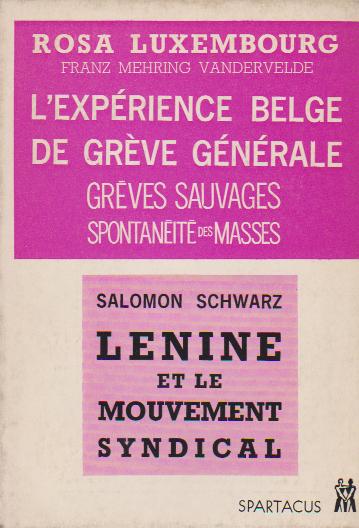 ROSA LUXEMBOURG
FRANZ MEHRING VANDERVELDE
L'EXPÉRIENCE BELGE
DE GRÈVE GÉNÉRALE
GRÈVES SAUVAGES
SPONTANÉITÉ DES MASSES
SALOMON SCHWARZ
LENINE
ET LE
MOUVEMENT
SYNDICAL
SPARTACUS